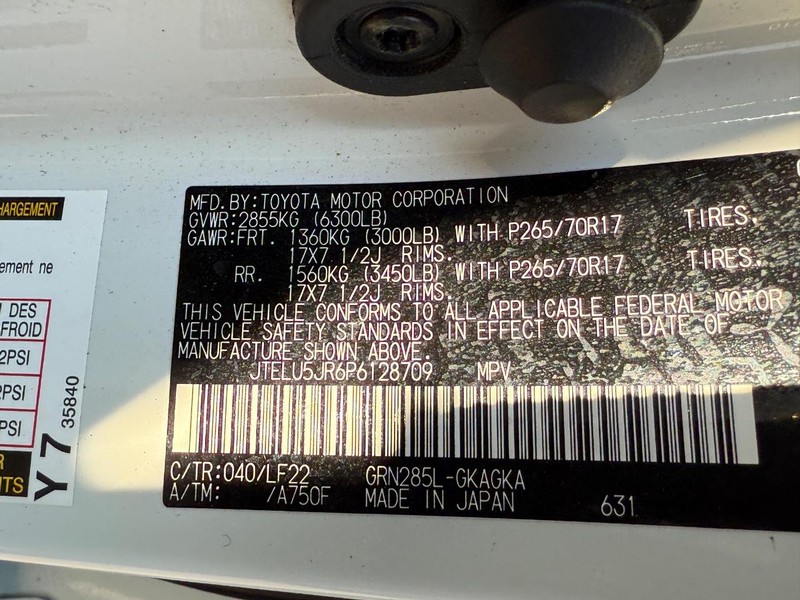 MFD.BY:TOYOTA MOTOR CORPORATION
GVWR:2855KG (6300LB)
GAWR:FRT. 1360KG (3000LB) WITH P265/70R17 TIRES.
17X7 1/2J RIMS.
RR. 1560KG (3450LB) WITH P265/70R17 TIRES.
17X7 1/2J RIMS.
THIS VEHICLE CONFORMS TO ALL APPLICABLE FEDERAL MOTOR
VEHICLE SAFETY STANDARDS IN EFFECT ON THE DATE OF
MANUFACTURE SHOWN ABOVE.
JTELU5JR6P6128709 MPV
C/TR:040/LF22 GRN285L-GKAGKA
A/TM: /A750F MADE IN JAPAN 631
HARGEMENT
ement ne
DES
FROID
2PSI
PSI
PSI
Y7
35840